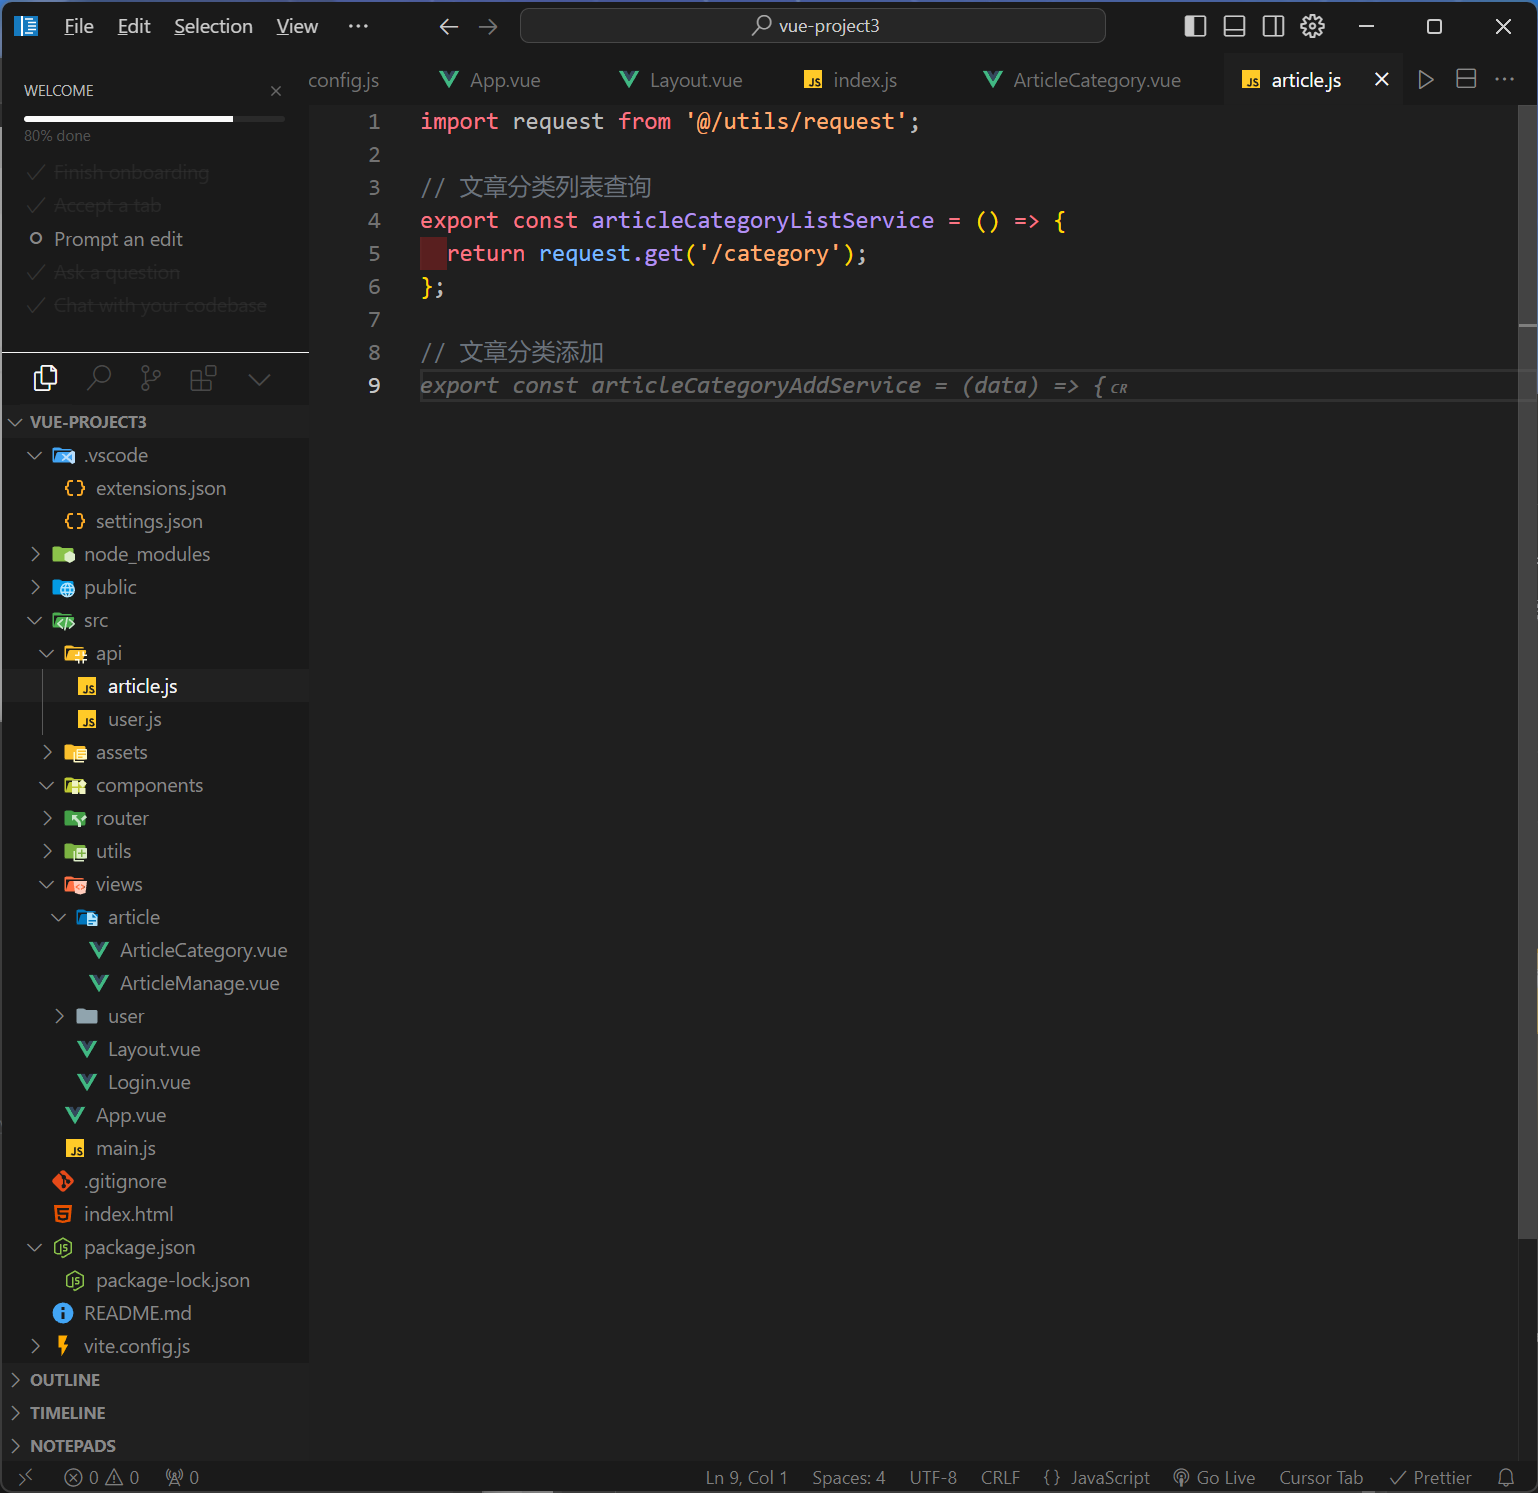 File Edit Selection View ···
vue-project3
WELCOME
80% done
Finish onboarding
Accept a tab
Prompt an edit
Ask a question
Chat with your codebase
config.js App.vue Layout.vue index.js ArticleCategory.vue article.js
1 import request from '@/utils/request';
2
3 // 文章分类列表查询
4 export const articleCategoryListService = () => {
5 return request.get('/category');
6 };
7
8 // 文章分类添加
9 export const articleCategoryAddService = (data) => { CR
VUE-PROJECT3
.vscode
extensions.json
settings.json
node_modules
public
src
api
article.js
user.js
assets
components
router
utils
views
article
ArticleCategory.vue
ArticleManage.vue
user
Layout.vue
Login.vue
App.vue
main.js
.gitignore
index.html
package.json
package-lock.json
README.md
vite.config.js
OUTLINE
TIMELINE
NOTEPADS
0 0 0 Ln 9, Col 1 Spaces: 4 UTF-8 CRLF {} JavaScript Go Live Cursor Tab Prettier